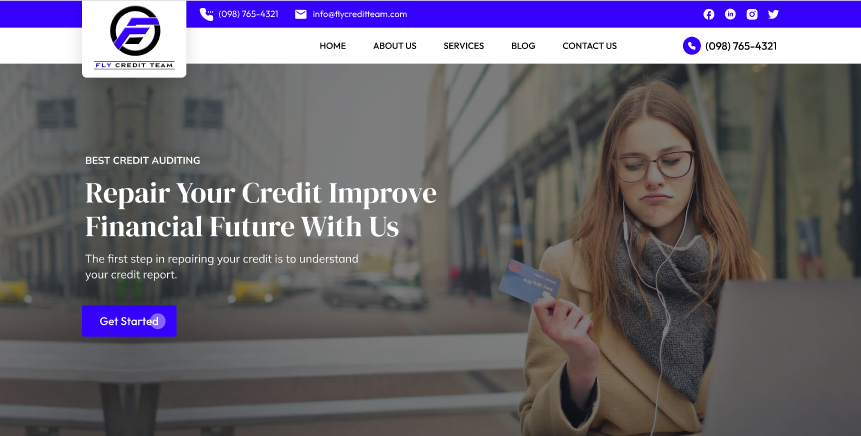 (098) 765-4321
info@flycreditteam.com
FLY CREDIT TEAM
HOME
ABOUT US
SERVICES
BLOG
CONTACT US
(098) 765-4321
BEST CREDIT AUDITING
Repair Your Credit Improve
Financial Future With Us
The first step in repairing your credit is to understand
your credit report.
Get Started